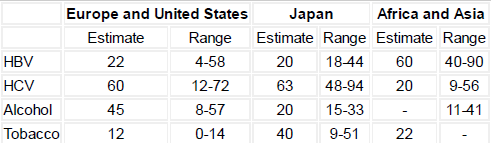 Europe and United States Japan Africa and Asia
Estimate Range Estimate Range Estimate Range
HBV 22 4-58 20 18-44 60 40-90
HCV 60 12-72 63 48-94 20 9-56
Alcohol 45 8-57 20 15-33 - 11-41
Tobacco 12 0-14 40 9-51 22 -